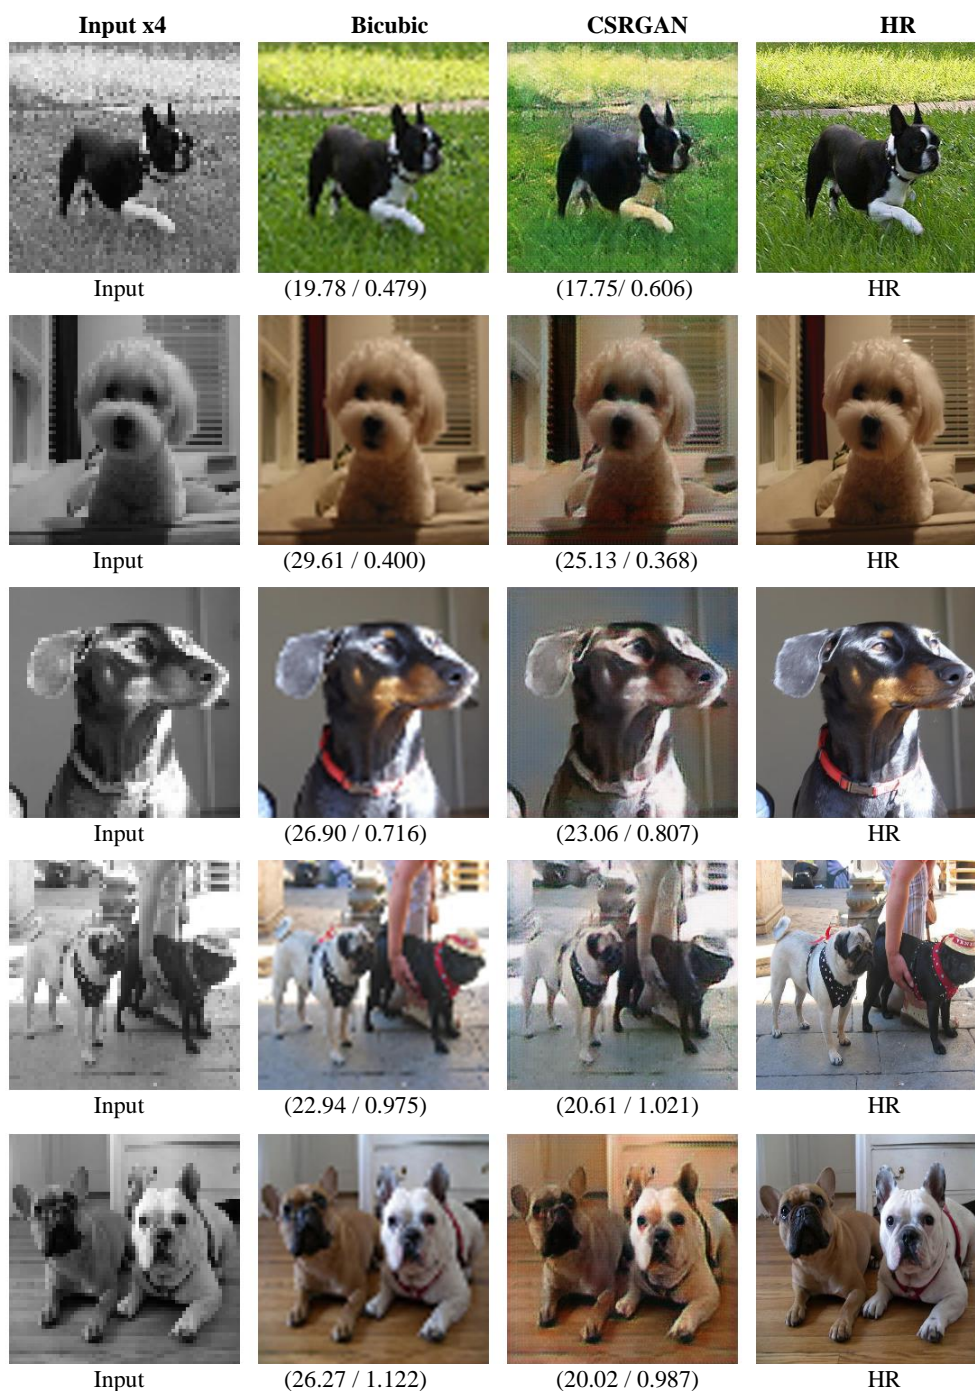 Input x4 Bicubic CSRGAN HR
Input (19.78 / 0.479) (17.75/ 0.606) HR
Input (29.61 / 0.400) (25.13 / 0.368) HR
Input (26.90 / 0.716) (23.06 / 0.807) HR
Input (22.94 / 0.975) (20.61 / 1.021) HR
Input (26.27 / 1.122) (20.02 / 0.987) HR